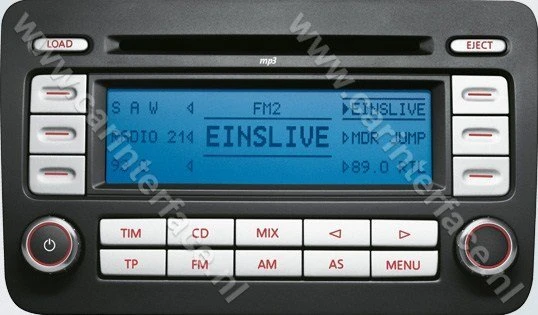 LOAD
EJECT
mp3
S A W
FM2
EINSLIVE
EINSLIVE
MDR JUMP
89.0
TIM CD MIX
TP FM AM AS MENU
www.carinterface.nl
www.carinterface.nl